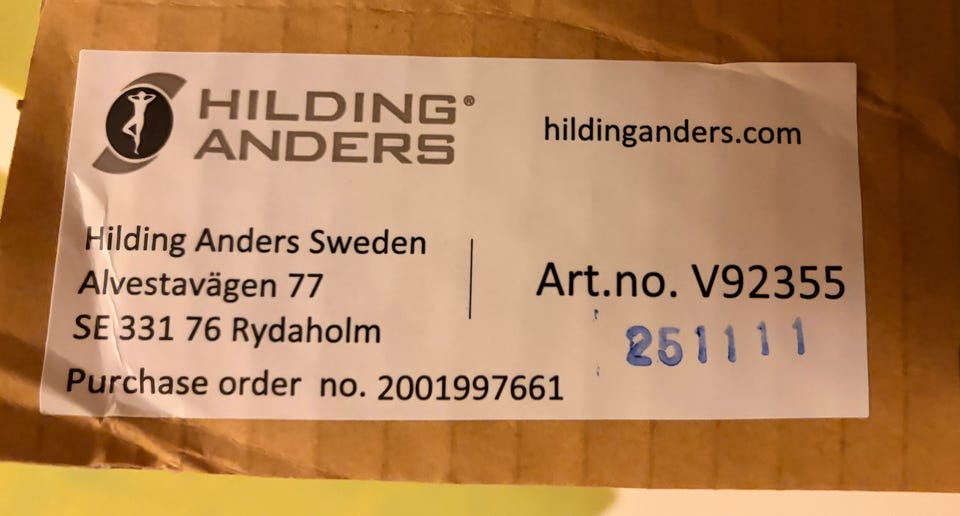 HILDING®
ANDERS
hildinganders.com
Hilding Anders Sweden
Alvestavägen 77
SE 331 76 Rydaholm
Purchase order no. 2001997661
Art.no. V92355
251111